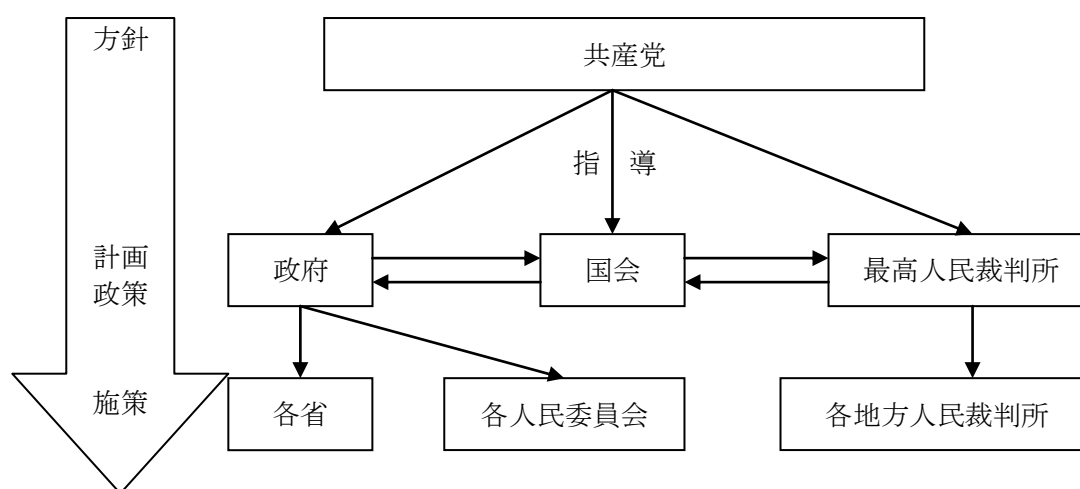 方針
共産党
指 導
計画
政策
政府
国会
最高人民裁判所
施策
各省
各人民委員会
各地方人民裁判所